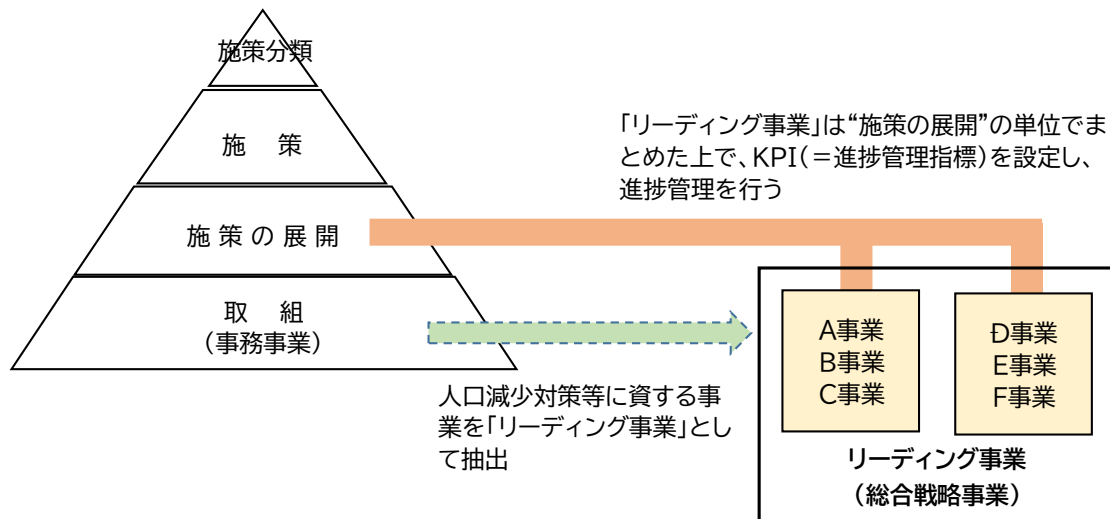 施策分類
施　策
施策の展開
取　組
（事務事業）
「リーディング事業」は“施策の展開”の単位でま
とめた上で、KPI（＝進捗管理指標）を設定し、
進捗管理を行う
人口減少対策等に資する事
業を「リーディング事業」とし
て抽出
A事業
B事業
C事業
D事業
E事業
F事業
リーディング事業
（総合戦略事業）